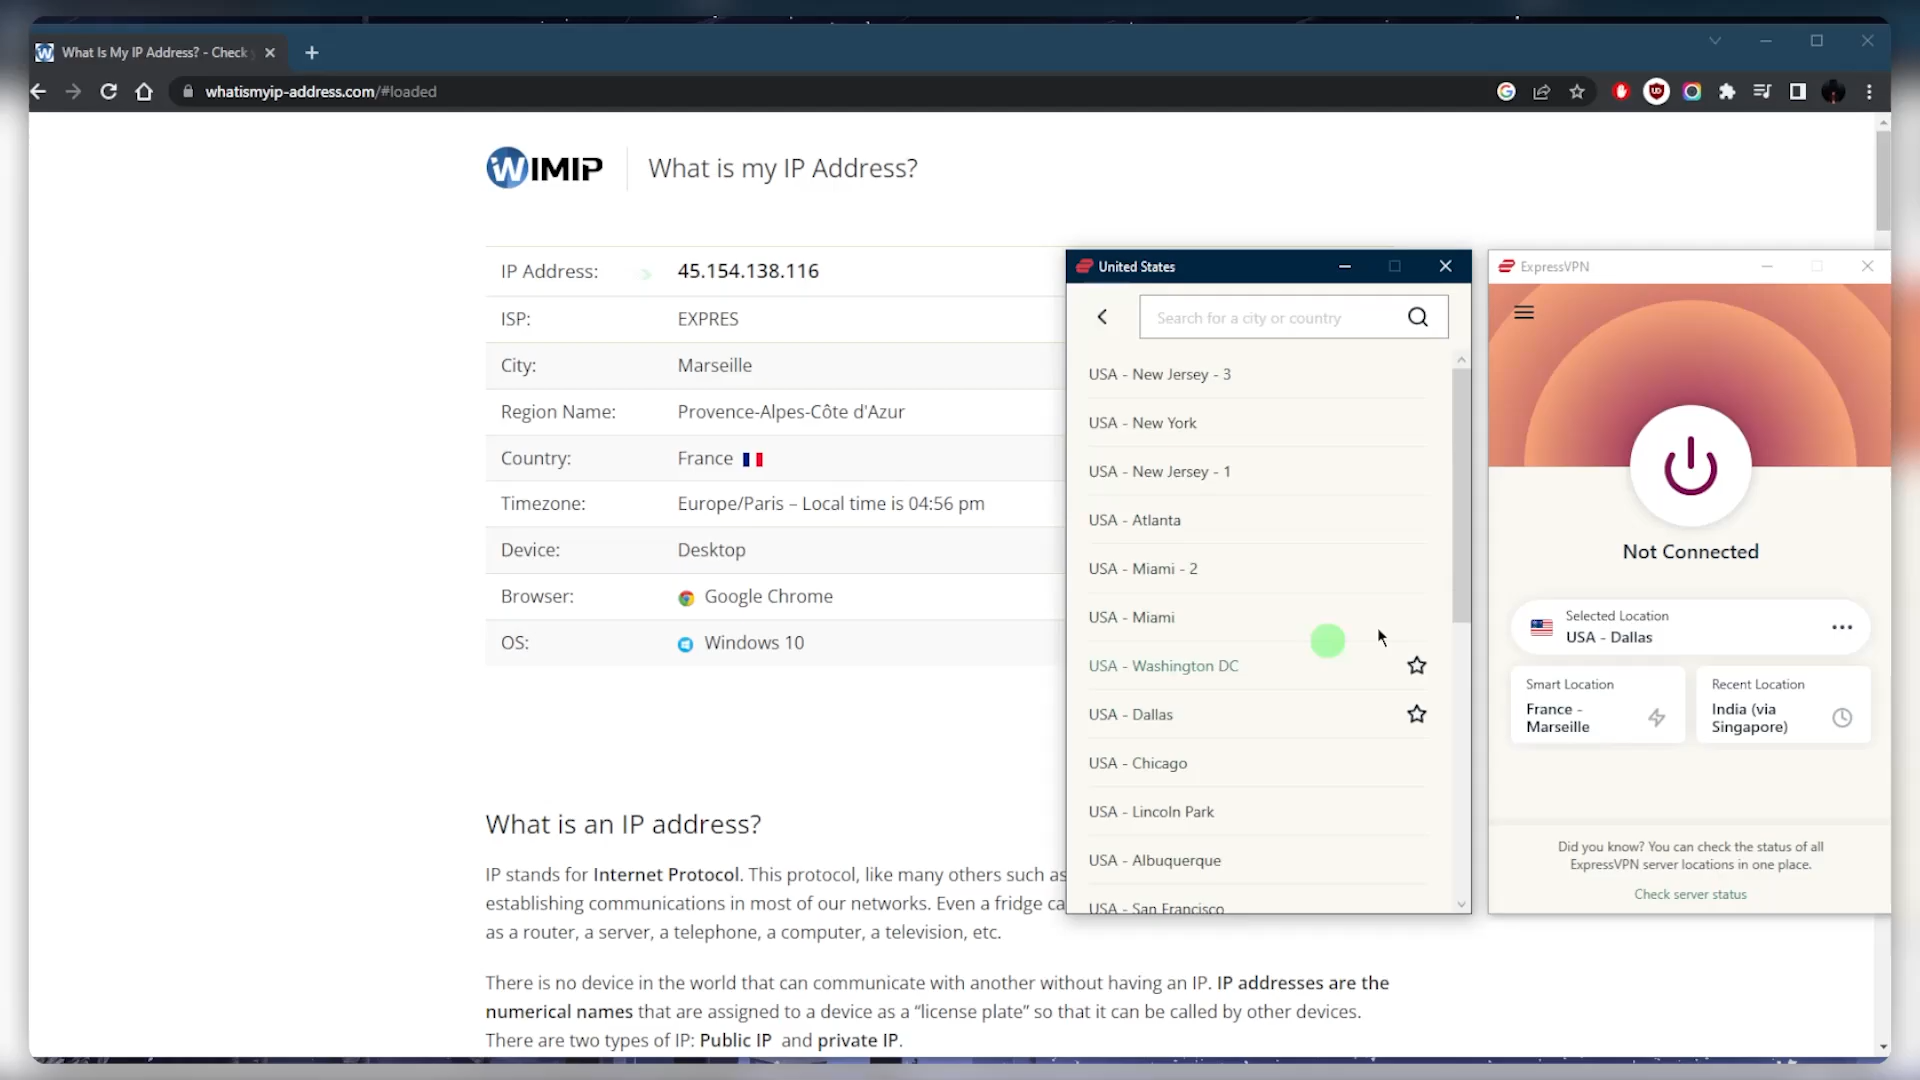 What Is My IP Address? - Check
whatismyip-address.com/#loaded
WIMIP
What is my IP Address?
IP Address: 45.154.138.116
ISP: EXPRES
City: Marseille
Region Name: Provence-Alpes-Côte d'Azur
Country: France
Timezone: Europe/Paris – Local time is 04:56 pm
Device: Desktop
Browser: Google Chrome
OS: Windows 10
What is an IP address?
IP stands for Internet Protocol. This protocol, like many others such as
establishing communications in most of our networks. Even a fridge ca
as a router, a server, a telephone, a computer, a television, etc.
There is no device in the world that can communicate with another without having an IP. IP addresses are the
numerical names that are assigned to a device as a “license plate” so that it can be called by other devices.
There are two types of IP: Public IP and private IP.
United States
Search for a city or country
USA - New Jersey - 3
USA - New York
USA - New Jersey - 1
USA - Atlanta
USA - Miami - 2
USA - Miami
USA - Washington DC
USA - Dallas
USA - Chicago
USA - Lincoln Park
USA - Albuquerque
USA - San Francisco
ExpressVPN
Not Connected
Selected Location
USA - Dallas
Smart Location
France -
Marseille
Recent Location
India (via
Singapore)
Did you know? You can check the status of all
ExpressVPN server locations in one place.
Check server status